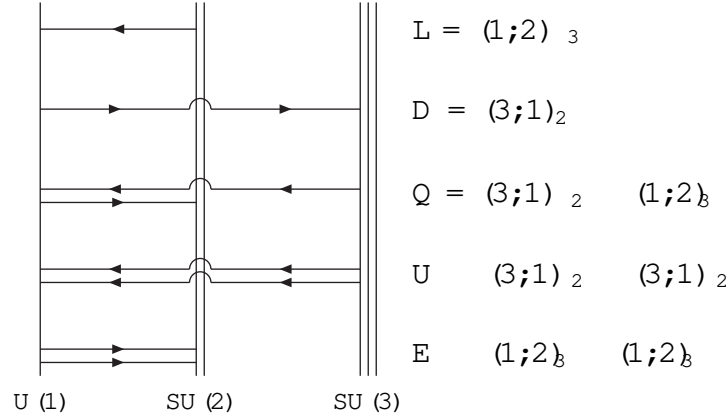 L = (1;2) 3
D = (3;1)2
Q = (3;1) 2 (1;2)3
U (3;1) 2 (3;1) 2
E (1;2)3 (1;2)3
U (1) SU (2) SU (3)